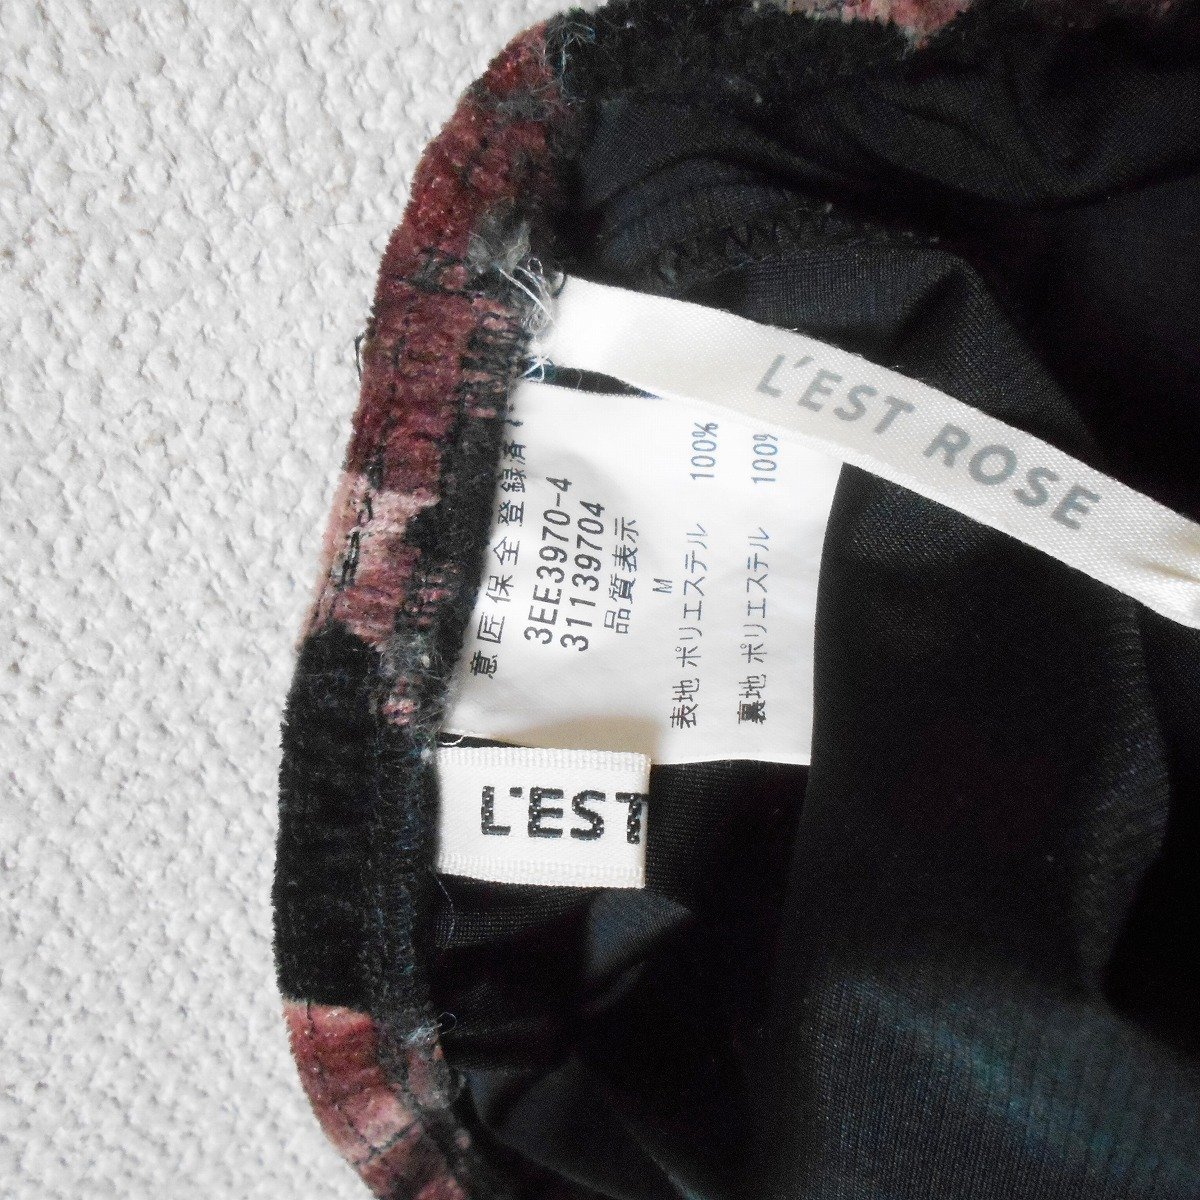 L'EST ROSE
意匠保全登録済
3EE3970-4
31139704
品質表示
M
表地 ポリエステル 100%
裏地 ポリエステル 100%
L'EST